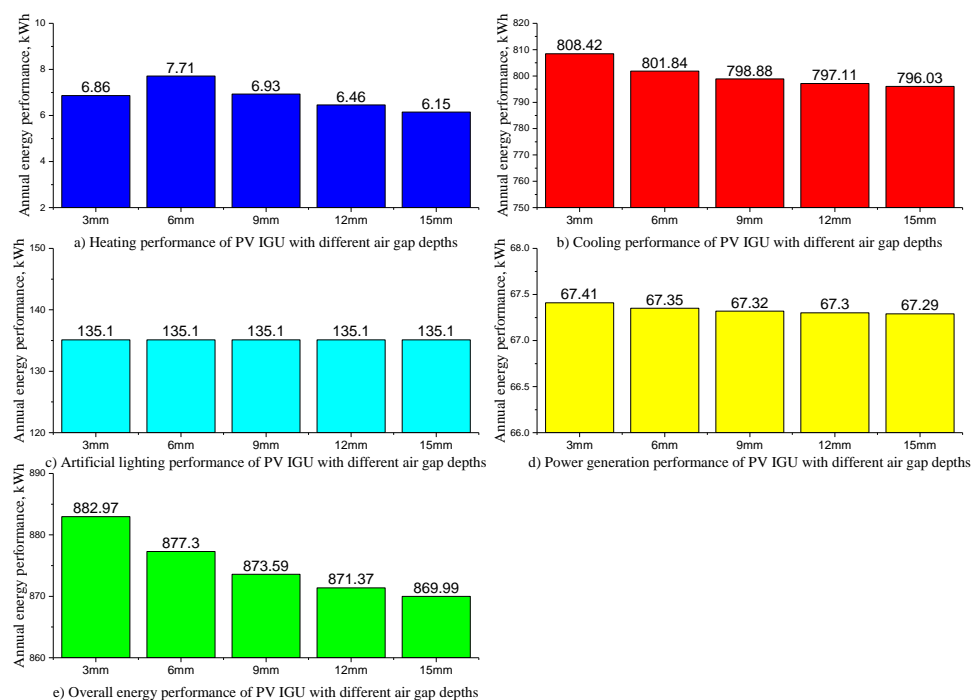 Annual energy performance, kWh
10
8
6
4
2
6.86
7.71
6.93
6.46
6.15
3mm
6mm
9mm
12mm
15mm
a) Heating performance of PV IGU with different air gap depths
Annual energy performance, kWh
820
810
800
790
780
770
760
750
808.42
801.84
798.88
797.11
796.03
3mm
6mm
9mm
12mm
15mm
b) Cooling performance of PV IGU with different air gap depths
Annual energy performance, kWh
150
140
130
120
135.1
135.1
135.1
135.1
135.1
3mm
6mm
9mm
12mm
15mm
c) Artificial lighting performance of PV IGU with different air gap depths
Annual energy performance, kWh
68.0
67.5
67.0
66.5
66.0
67.41
67.35
67.32
67.3
67.29
3mm
6mm
9mm
12mm
15mm
d) Power generation performance of PV IGU with different air gap depths
Annual energy performance, kWh
890
880
870
860
882.97
877.3
873.59
871.37
869.99
3mm
6mm
9mm
12mm
15mm
e) Overall energy performance of PV IGU with different air gap depths